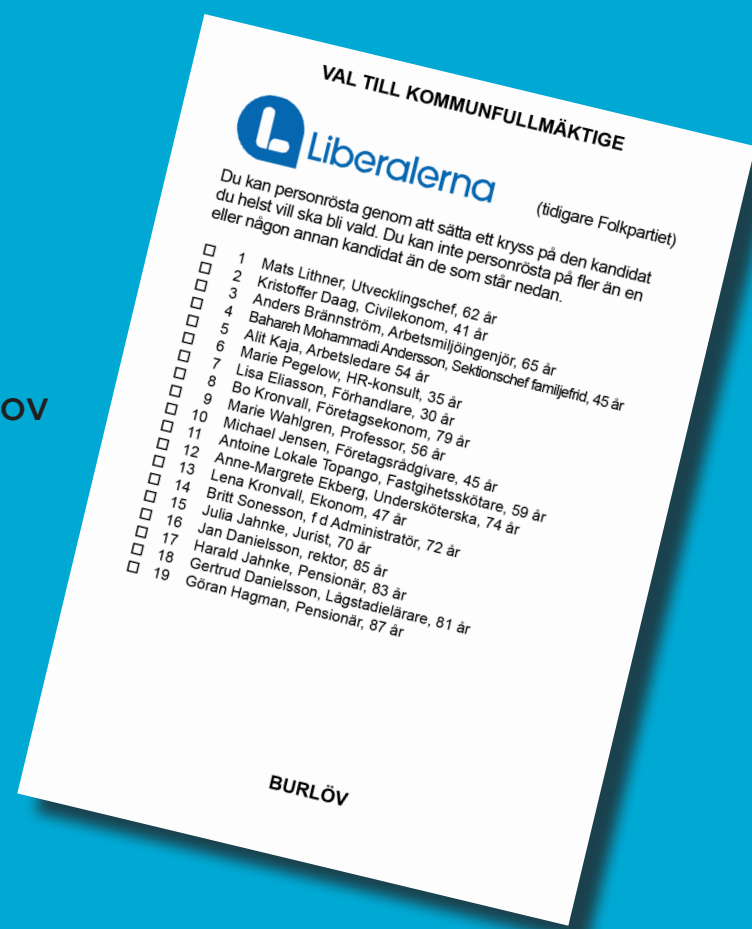 VAL TILL KOMMUNFULLMÄKTIGE
Liberalerna
(tidigare Folkpartiet)
Du kan personrösta genom att sätta ett kryss på den kandidat
du helst vill ska bli vald. Du kan inte personrösta på fler än en
eller någon annan kandidat än de som står nedan.
1 Mats Lithner, Utvecklingschef, 62 år
2 Kristoffer Daag, Civilekonom, 41 år
3 Anders Brännström, Arbetsmiljöingenjör, 65 år
4 Bahareh Mohammadi Andersson, Sektionschef familjefrid, 45 år
5 Alit Kaja, Arbetsledare 54 år
6 Marie Pegelow, HR-konsult, 35 år
7 Lisa Eliasson, Förhandlare, 30 år
8 Bo Kronvall, Företagsekonom, 79 år
9 Marie Wahlgren, Professor, 56 år
10 Michael Jensen, Företagsrådgivare, 45 år
11 Antoine Lokale Topango, Fastgihetsskötare, 59 år
12 Anne-Margrete Ekberg, Undersköterska, 74 år
13 Lena Kronvall, Ekonom, 47 år
14 Britt Sonesson, f d Administratör, 72 år
15 Julia Jahnke, Jurist, 70 år
16 Jan Danielsson, rektor, 85 år
17 Harald Jahnke, Pensionär, 83 år
18 Gertrud Danielsson, Lågstadielärare, 81 år
19 Göran Hagman, Pensionär, 87 år
BURLÖV
ov